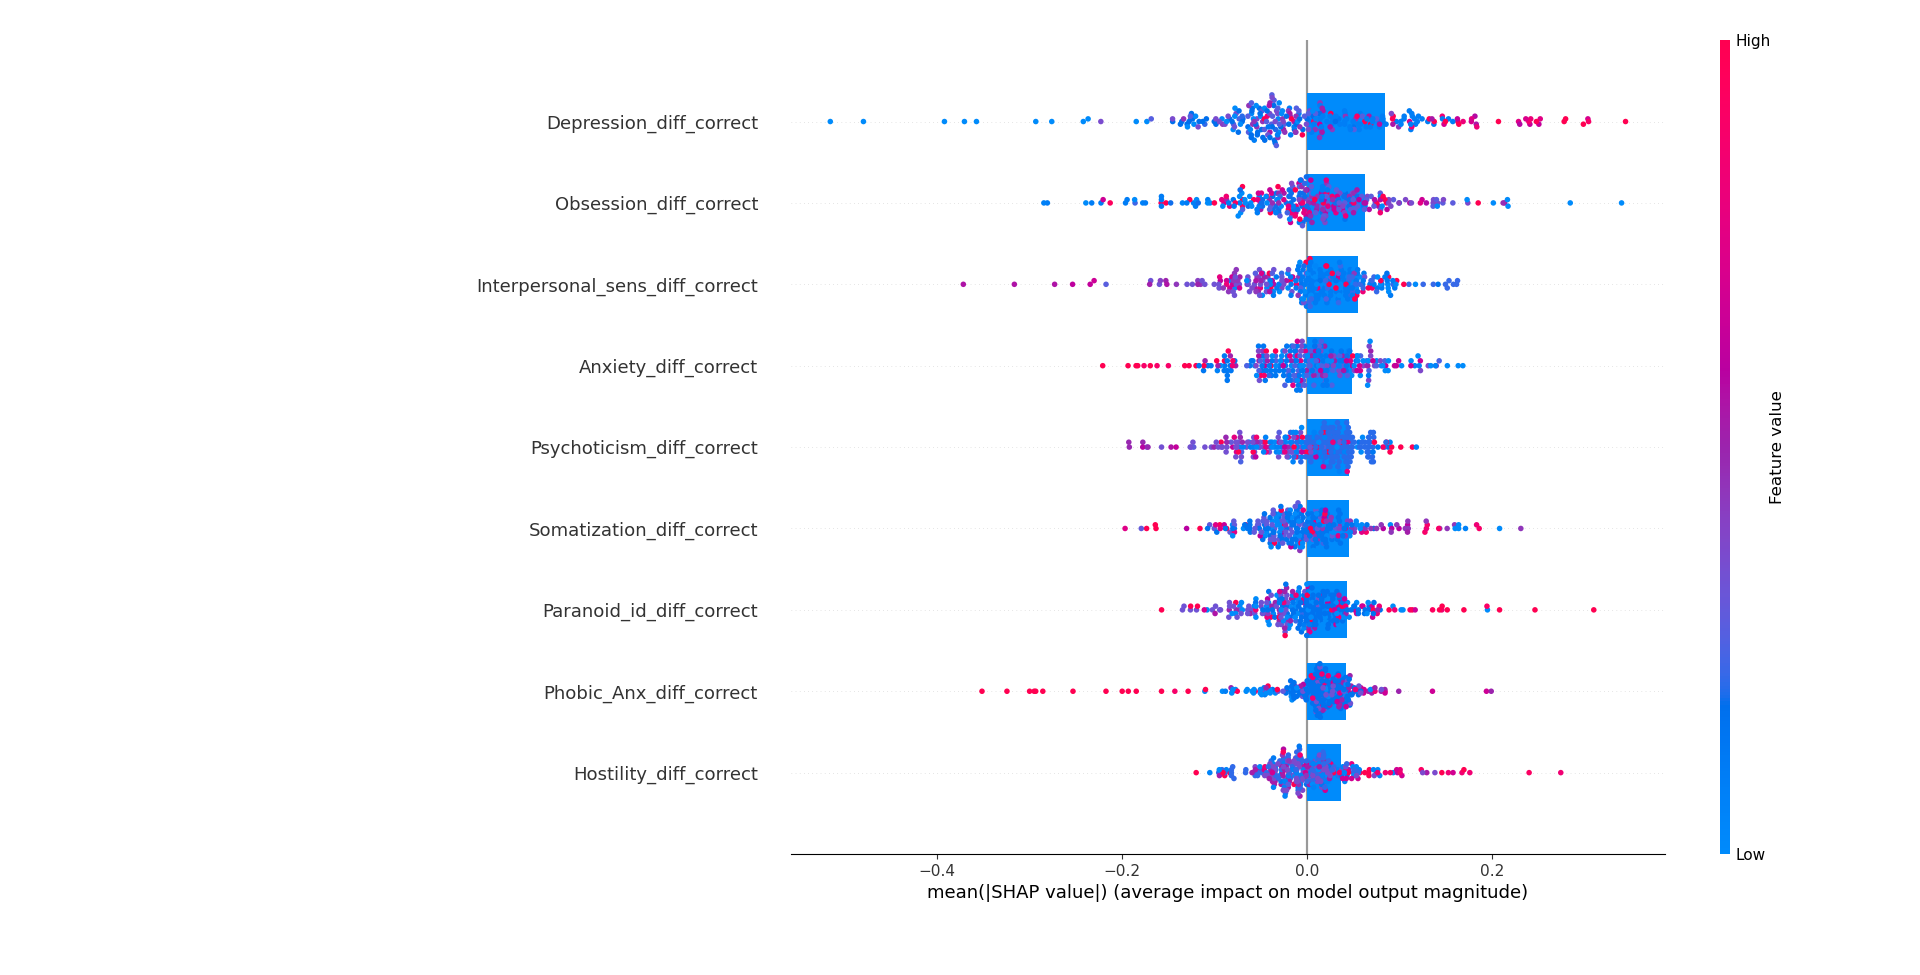 High
Depression_diff_correct
Obsession_diff_correct
Interpersonal_sens_diff_correct
Anxiety_diff_correct
Psychoticism_diff_correct
Somatization_diff_correct
Paranoid_id_diff_correct
Phobic_Anx_diff_correct
Hostility_diff_correct
Feature value
Low
−0.4 −0.2 0.0 0.2
mean(|SHAP value|) (average impact on model output magnitude)